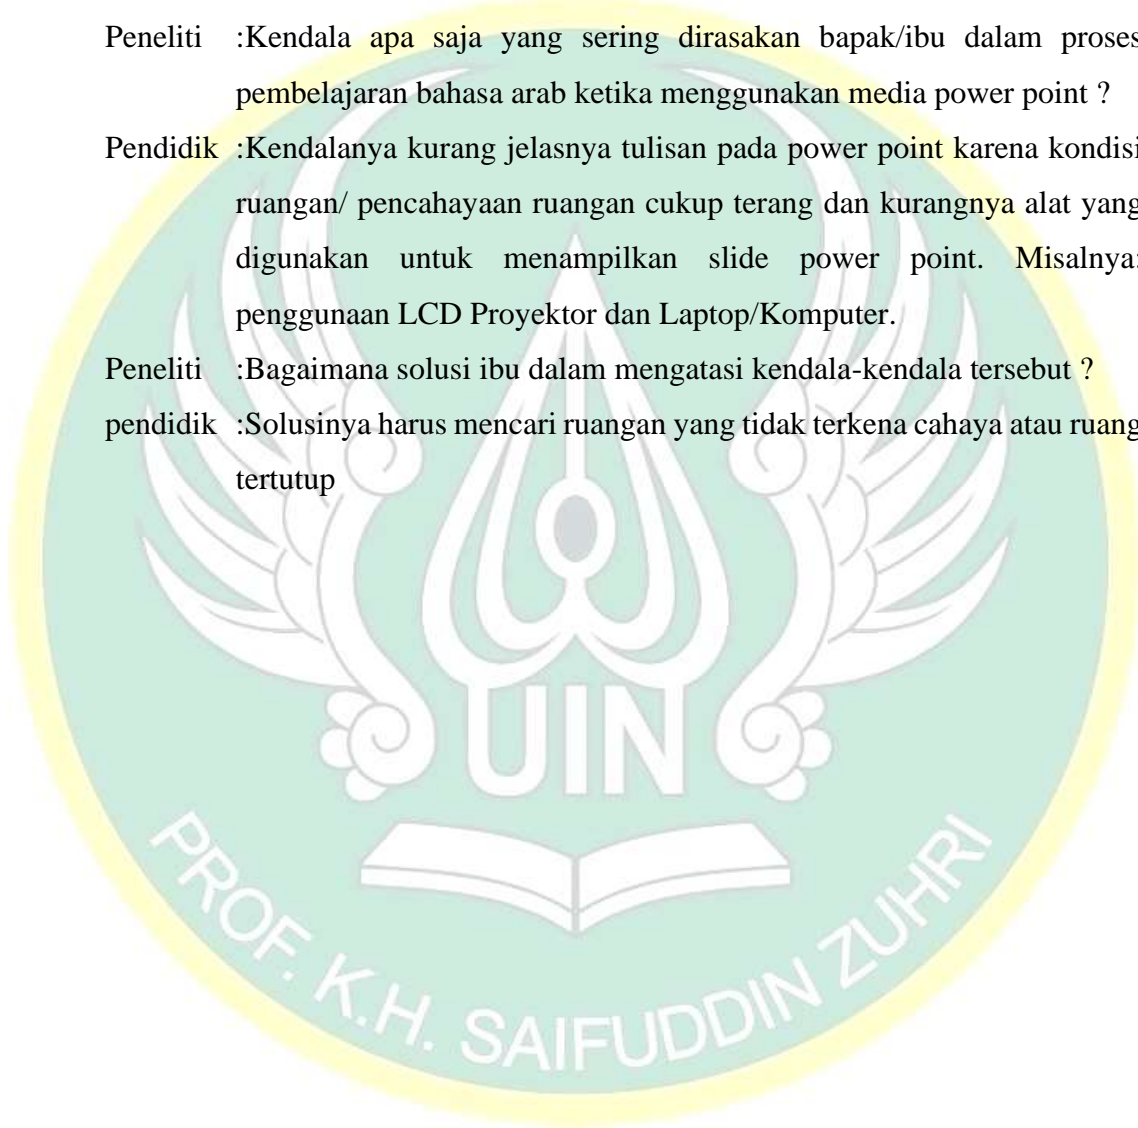 Peneliti :Kendala apa saja yang sering dirasakan bapak/ibu dalam proses
pembelajaran bahasa arab ketika menggunakan media power point ?
Pendidik :Kendalanya kurang jelasnya tulisan pada power point karena kondisi
ruangan/ pencahayaan ruangan cukup terang dan kurangnya alat yang
digunakan untuk menampilkan slide power point. Misalnya:
penggunaan LCD Proyektor dan Laptop/Komputer.
Peneliti :Bagaimana solusi ibu dalam mengatasi kendala-kendala tersebut ?
pendidik :Solusinya harus mencari ruangan yang tidak terkena cahaya atau ruang
tertutup
UIN
PROF. K.H. SAIFUDDIN ZUHRI